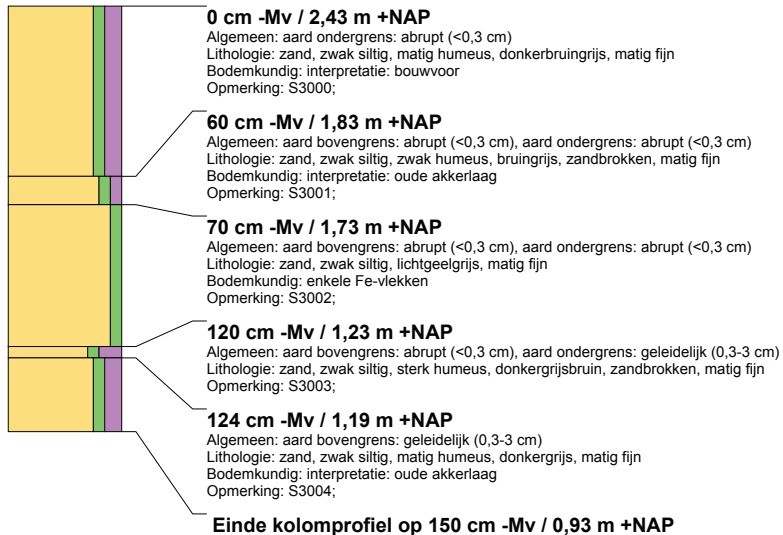 0 cm -Mv / 2,43 m +NAP
Algemeen: aard ondergrens: abrupt (<0,3 cm)
Lithologie: zand, zwak siltig, matig humeus, donkerbruingrijs, matig fijn
Bodemkundig: interpretatie: bouwvoor
Opmerking: S3000;
60 cm -Mv / 1,83 m +NAP
Algemeen: aard bovengrens: abrupt (<0,3 cm), aard ondergrens: abrupt (<0,3 cm)
Lithologie: zand, zwak siltig, zwak humeus, bruingrijs, zandbrokken, matig fijn
Bodemkundig: interpretatie: oude akkerlaag
Opmerking: S3001;
70 cm -Mv / 1,73 m +NAP
Algemeen: aard bovengrens: abrupt (<0,3 cm), aard ondergrens: abrupt (<0,3 cm)
Lithologie: zand, zwak siltig, lichtgeelgrijs, matig fijn
Bodemkundig: enkele Fe-vlekken
Opmerking: S3002;
120 cm -Mv / 1,23 m +NAP
Algemeen: aard bovengrens: abrupt (<0,3 cm), aard ondergrens: geleidelijk (0,3-3 cm)
Lithologie: zand, zwak siltig, sterk humeus, donkergrijsbruin, zandbrokken, matig fijn
Opmerking: S3003;
124 cm -Mv / 1,19 m +NAP
Algemeen: aard bovengrens: geleidelijk (0,3-3 cm)
Lithologie: zand, zwak siltig, matig humeus, donkergrijs, matig fijn
Bodemkundig: interpretatie: oude akkerlaag
Opmerking: S3004;
Einde kolomprofiel op 150 cm -Mv / 0,93 m +NAP